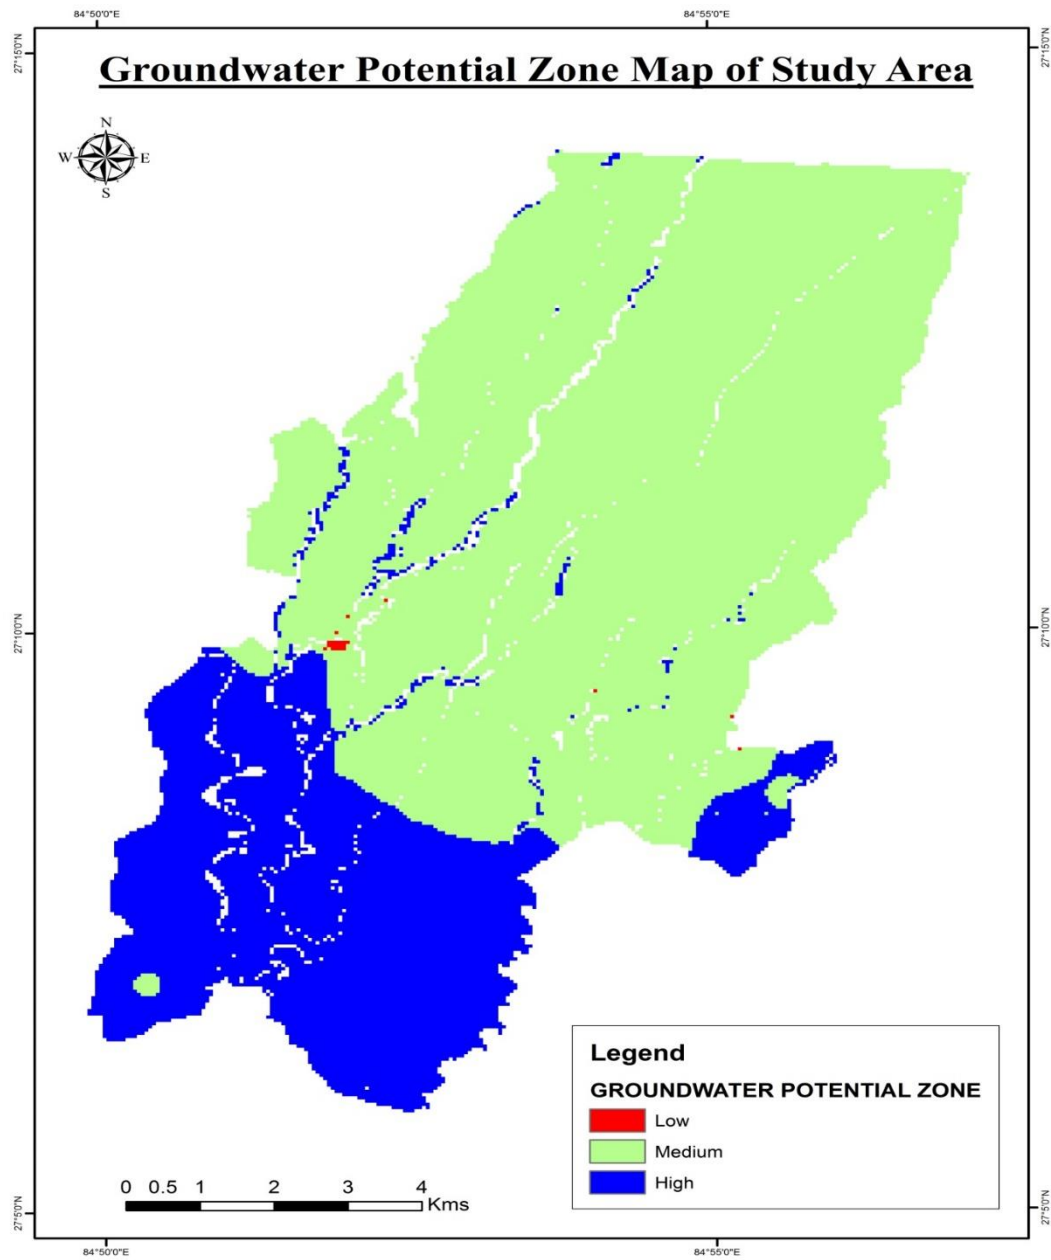 84°50'0"E 84°55'0"E
27°15'0"N 27°15'0"N
Groundwater Potential Zone Map of Study Area
N
W E
S
27°10'0"N 27°10'0"N
Legend
GROUNDWATER POTENTIAL ZONE
Low
Medium
High
0 0.5 1 2 3 4
Kms
27°5'0"N 27°5'0"N
84°50'0"E 84°55'0"E